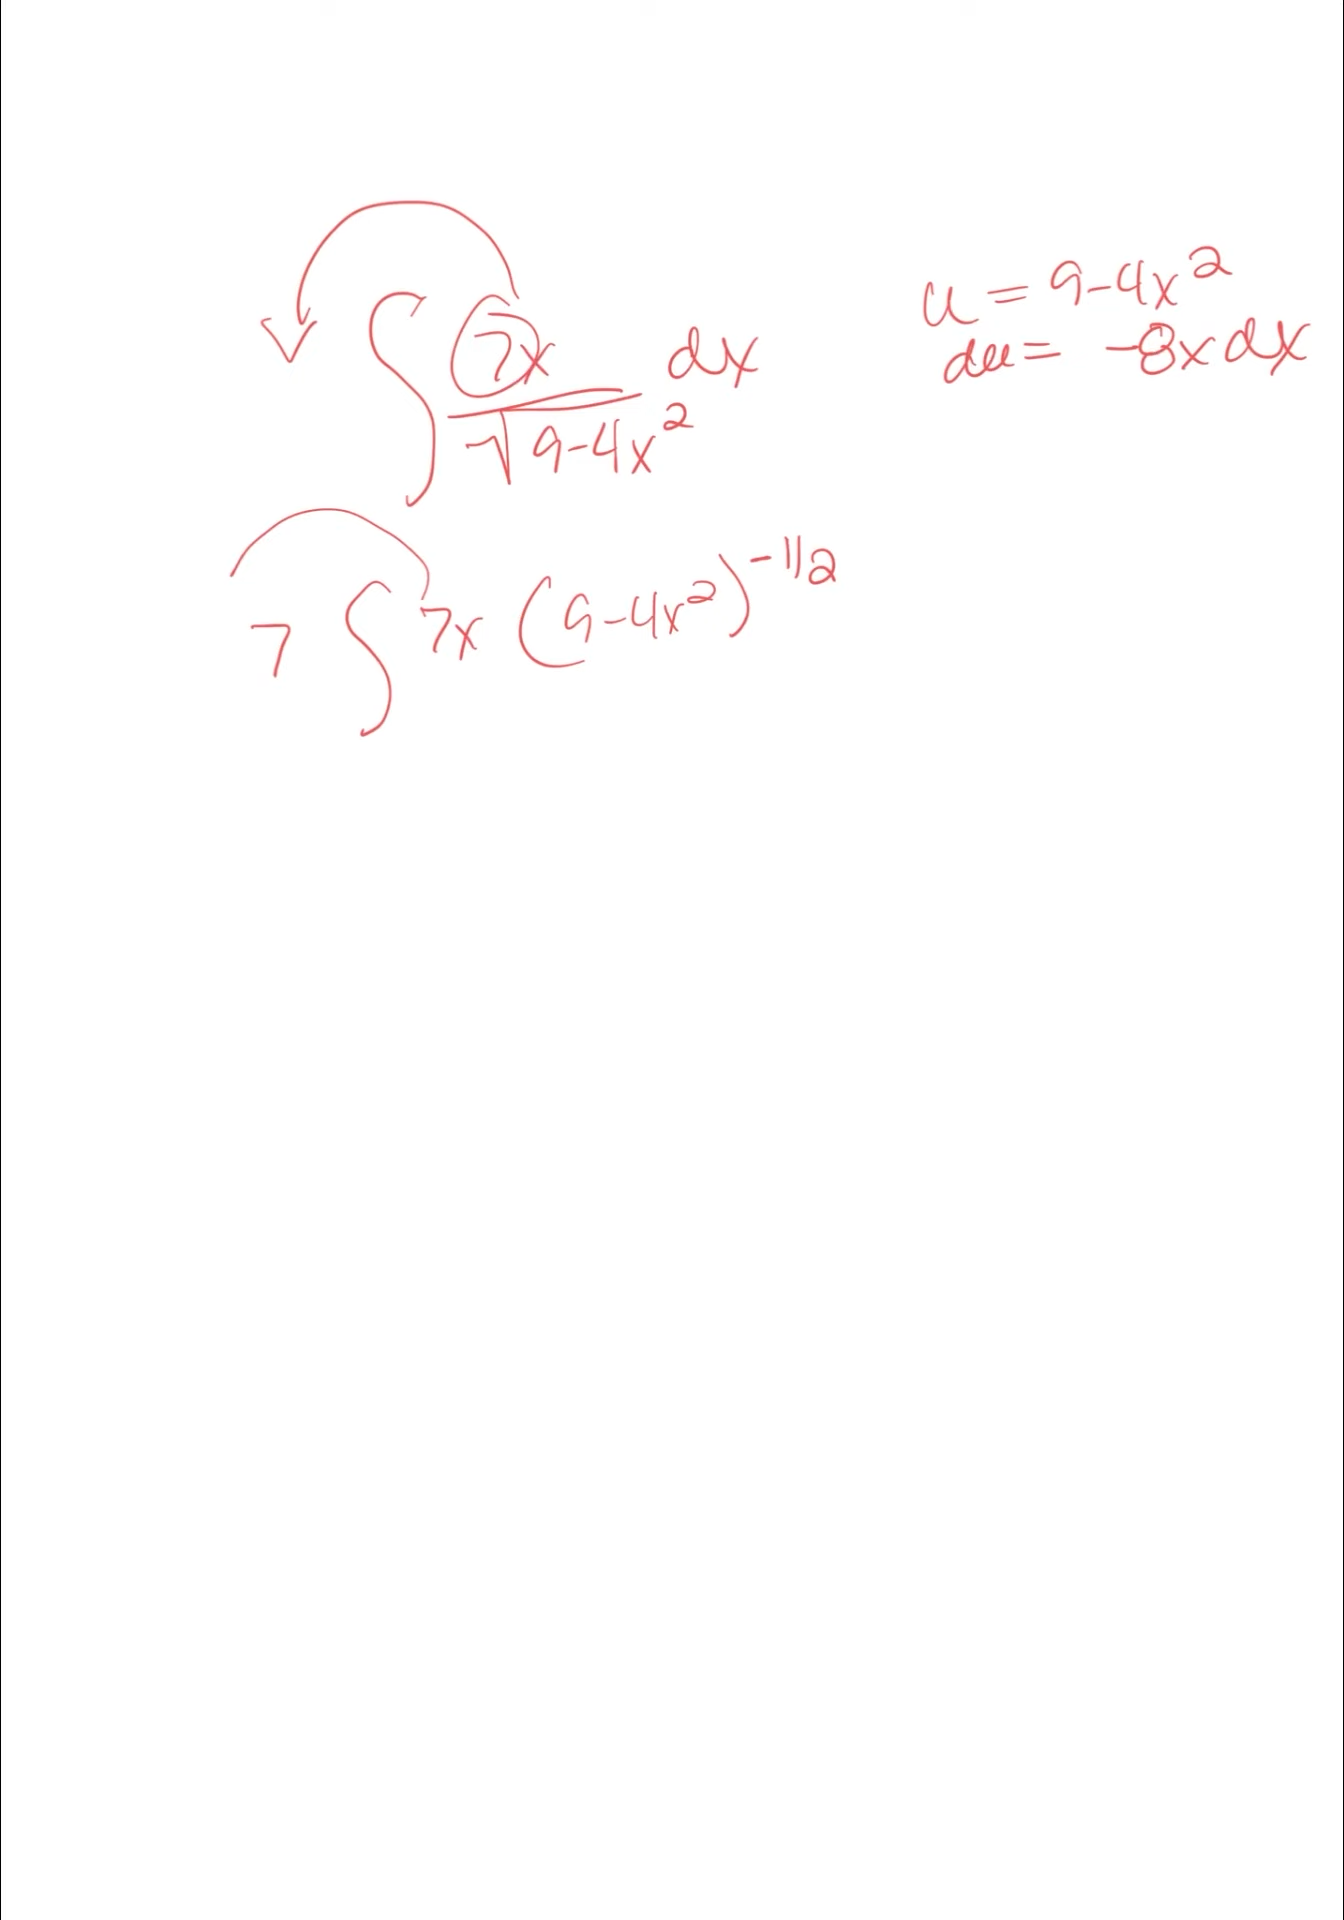 ∫ 7x/√(9-4x²) dx
u = 9-4x²
du = -8x dx
7 ∫ 7x (9-4x²)^(-1/2)